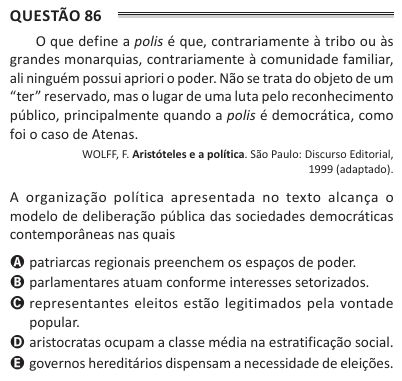 QUESTÃO 86
O que define a polis é que, contrariamente à tribo ou às
grandes monarquias, contrariamente à comunidade familiar,
ali ninguém possui apriori o poder. Não se trata do objeto de um
“ter” reservado, mas o lugar de uma luta pelo reconhecimento
público, principalmente quando a polis é democrática, como
foi o caso de Atenas.
WOLFF, F. Aristóteles e a política. São Paulo: Discurso Editorial,
1999 (adaptado).
A organização política apresentada no texto alcança o
modelo de deliberação pública das sociedades democráticas
contemporâneas nas quais
A patriarcas regionais preenchem os espaços de poder.
B parlamentares atuam conforme interesses setorizados.
C representantes eleitos estão legitimados pela vontade
popular.
D aristocratas ocupam a classe média na estratificação social.
E governos hereditários dispensam a necessidade de eleições.